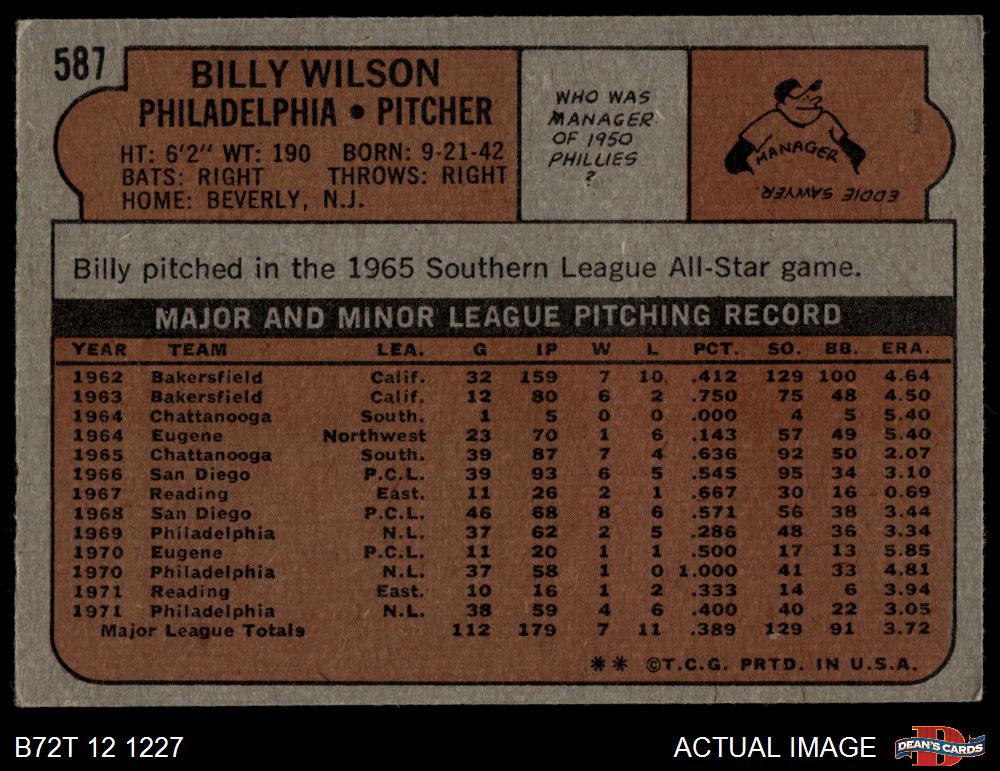 587
BILLY WILSON
PHILADELPHIA • PITCHER
HT: 6'2" WT: 190 BORN: 9-21-42
BATS: RIGHT THROWS: RIGHT
HOME: BEVERLY, N.J.
WHO WAS
MANAGER
OF 1950
PHILLIES
?
MANAGER
EDDIE SAWYER.
Billy pitched in the 1965 Southern League All-Star game.
MAJOR AND MINOR LEAGUE PITCHING RECORD
YEAR TEAM LEA. G IP W L PCT. SO. BB. ERA.
1962 Bakersfield Calif. 32 159 7 10 .412 129 100 4.64
1963 Bakersfield Calif. 12 80 6 2 .750 75 48 4.50
1964 Chattanooga South. 1 5 0 0 .000 4 5 5.40
1964 Eugene Northwest 23 70 1 6 .143 57 49 5.40
1965 Chattanooga South. 39 87 7 4 .636 92 50 2.07
1966 San Diego P.C.L. 39 93 6 5 .545 95 34 3.10
1967 Reading East. 11 26 2 1 .667 30 16 0.69
1968 San Diego P.C.L. 46 68 8 6 .571 56 38 3.44
1969 Philadelphia N.L. 37 62 2 5 .286 48 36 3.34
1970 Eugene P.C.L. 11 20 1 1 .500 17 13 5.85
1970 Philadelphia N.L. 37 58 1 0 1.000 41 33 4.81
1971 Reading East. 10 16 1 2 .333 14 6 3.94
1971 Philadelphia N.L. 38 59 4 6 .400 40 22 3.05
Major League Totals 112 179 7 11 .389 129 91 3.72
** ©T.C.G. PRTD. IN U.S.A.
B72T 12 1227
ACTUAL IMAGE
D
DEAN'S CARDS